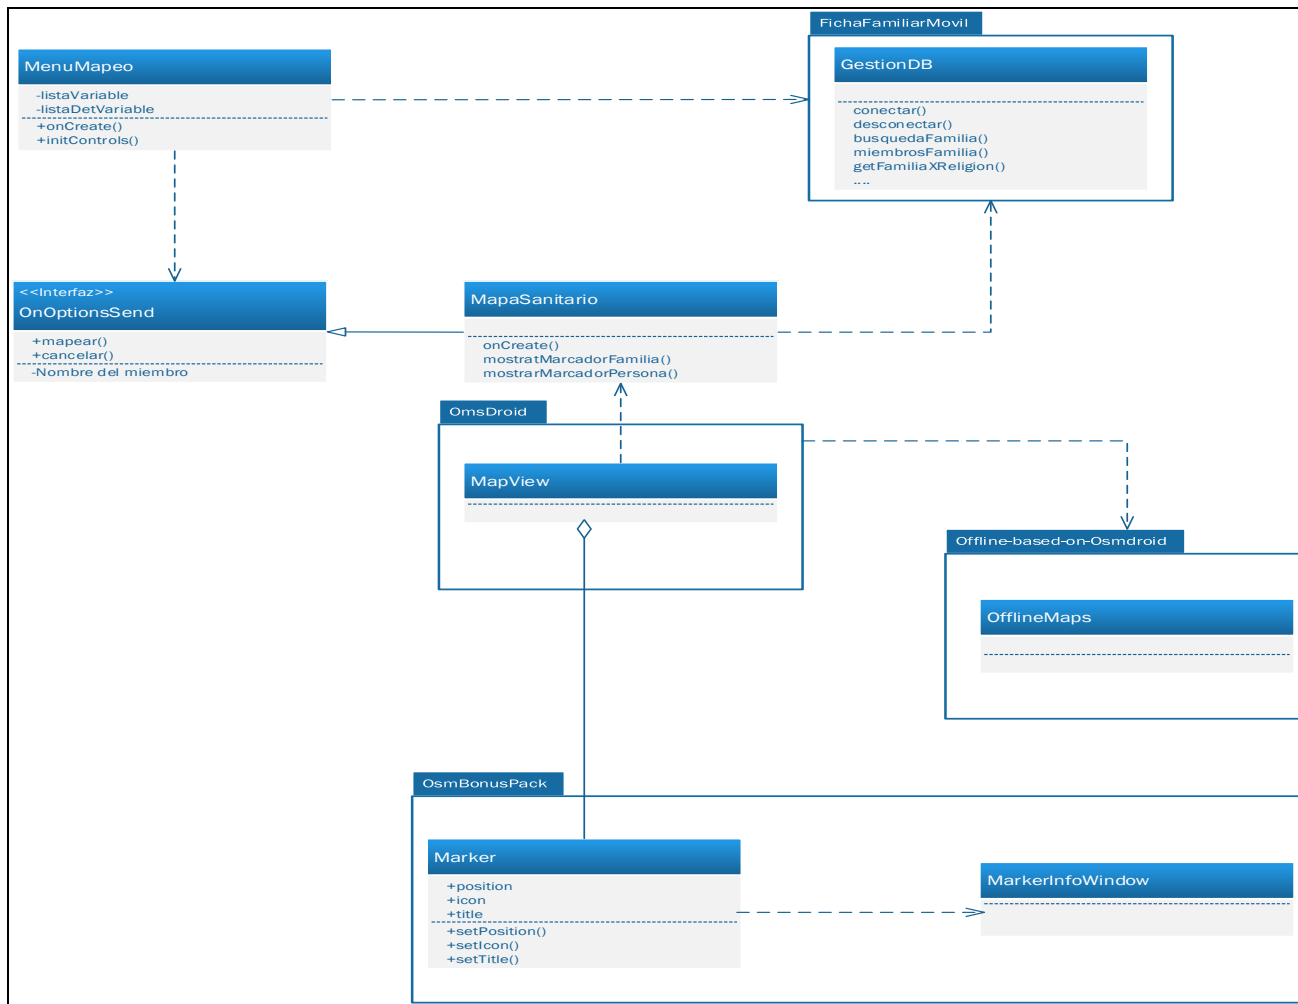 FichaFamiliarMovil
MenuMapeo
-listaVariable
-listaDetVariable
+onCreate()
+initControls()
GestionDB
conectar()
desconectar()
busquedaFamilia()
miembrosFamilia()
getFamiliaXReligion()
....
<<Interfaz>>
OnOptionsSend
+mapear()
+cancelar()
-Nombre del miembro
MapaSanitario
onCreate()
mostratMarcadorFamilia()
mostrarMarcadorPersona()
OmsDroid
MapView
Offline-based-on-Osmdroid
OfflineMaps
OsmBonusPack
Marker
+position
+icon
+title
+setPosition()
+setIcon()
+setTitle()
MarkerInfoWindow